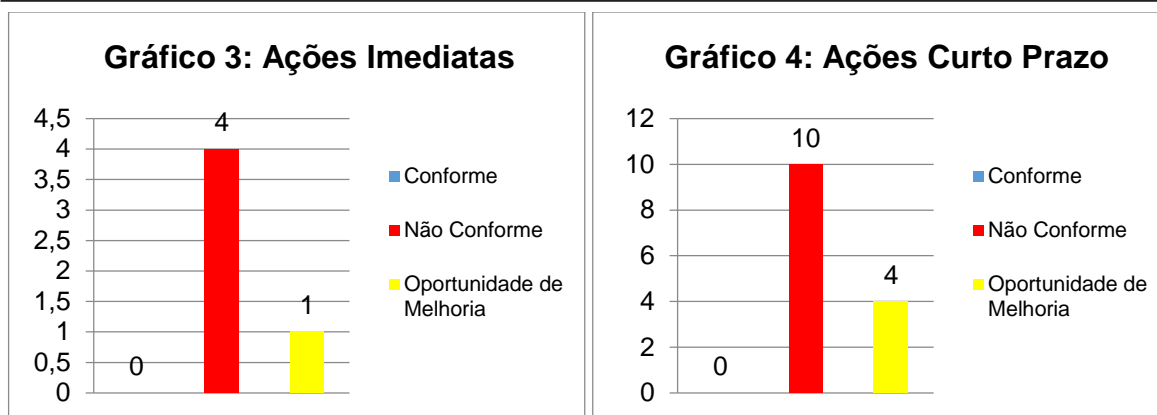 Gráfico 3: Ações Imediatas
4,5
4
3,5
3
2,5
2
1,5
1
0,5
0
0
4
1
Conforme
Não Conforme
Oportunidade de
Melhoria
Gráfico 4: Ações Curto Prazo
12
10
8
6
4
2
0
0
10
4
Conforme
Não Conforme
Oportunidade de
Melhoria